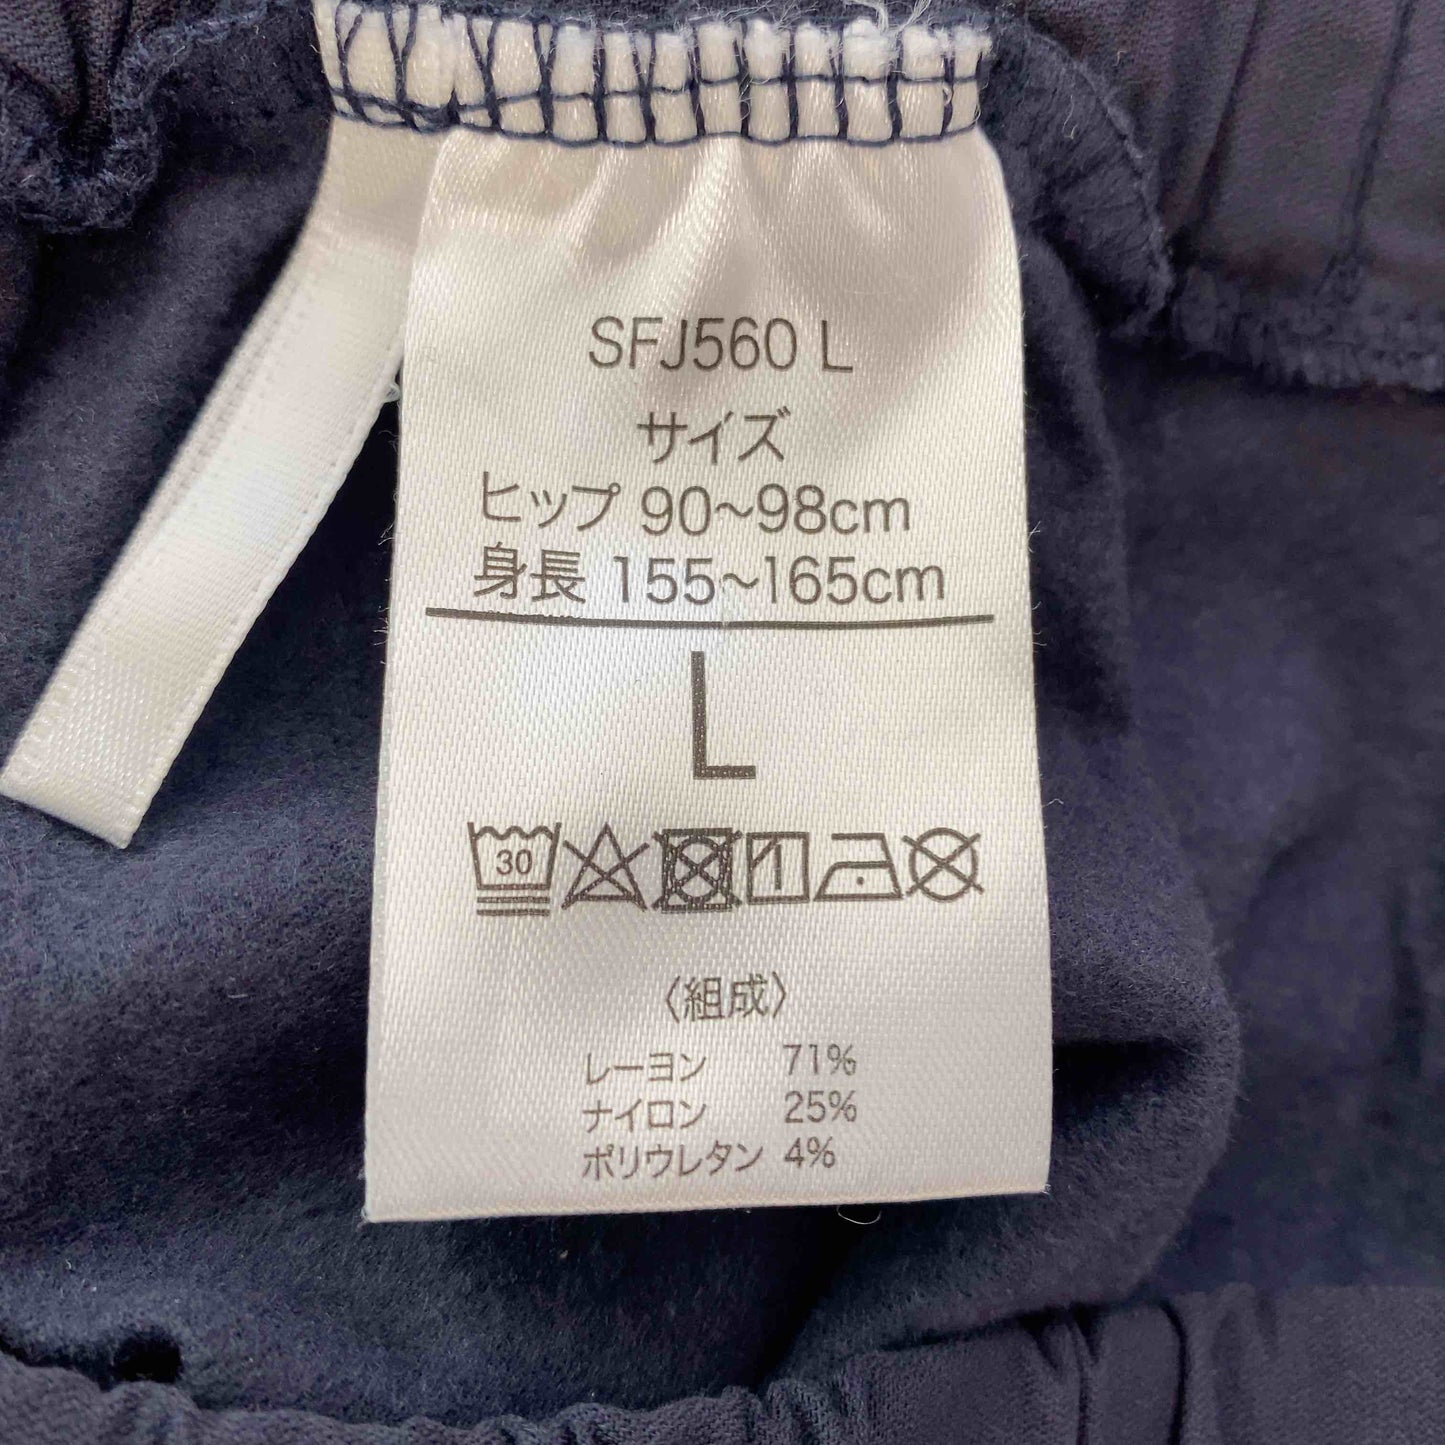 SFJ560 L
サイズ
ヒップ 90~98cm
身長 155~165cm
L
30
〈組成〉
レーヨン 71%
ナイロン 25%
ポリウレタン 4%